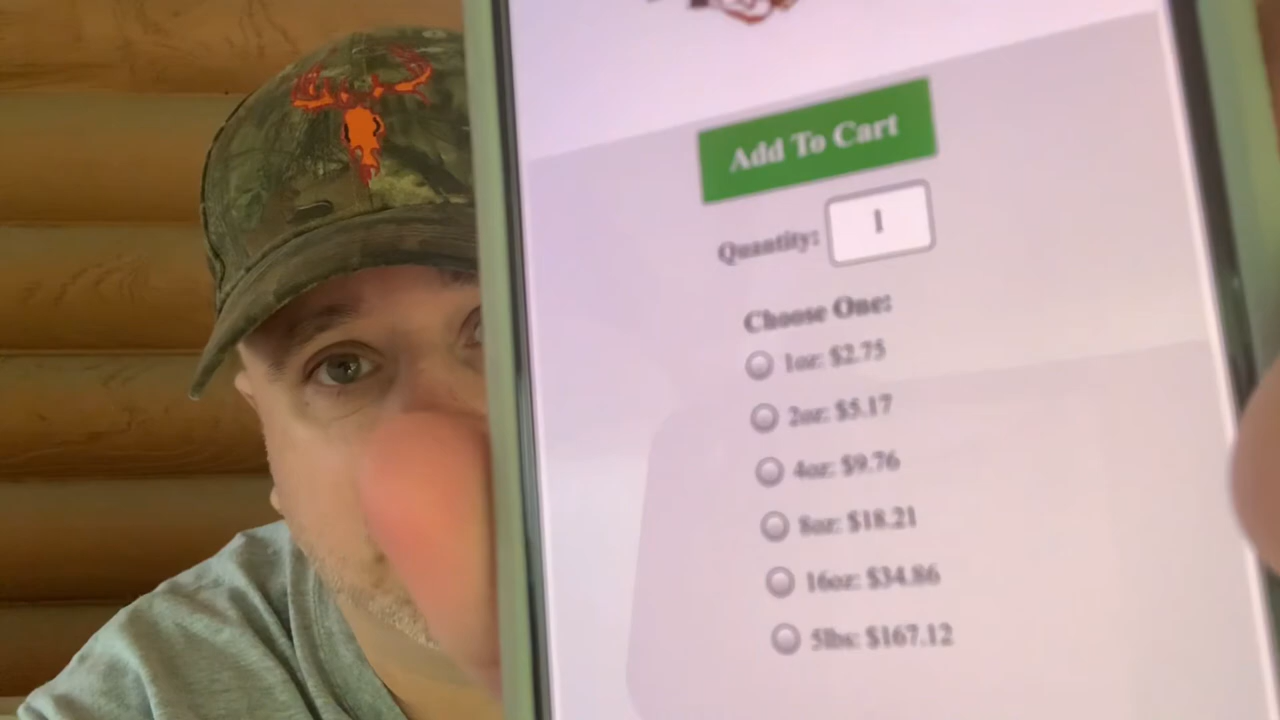 Add To Cart
Quantity: 1
Choose One:
1oz: $2.75
2oz: $5.17
4oz: $9.76
8oz: $18.21
16oz: $34.86
5lbs: $167.12